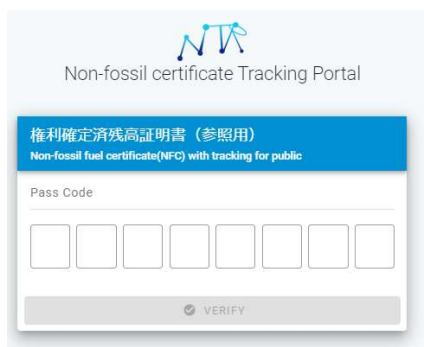 NTR
Non-fossil certificate Tracking Portal
権利確定済残高証明書（参照用）
Non-fossil fuel certificate(NFC) with tracking for public
Pass Code
VERIFY